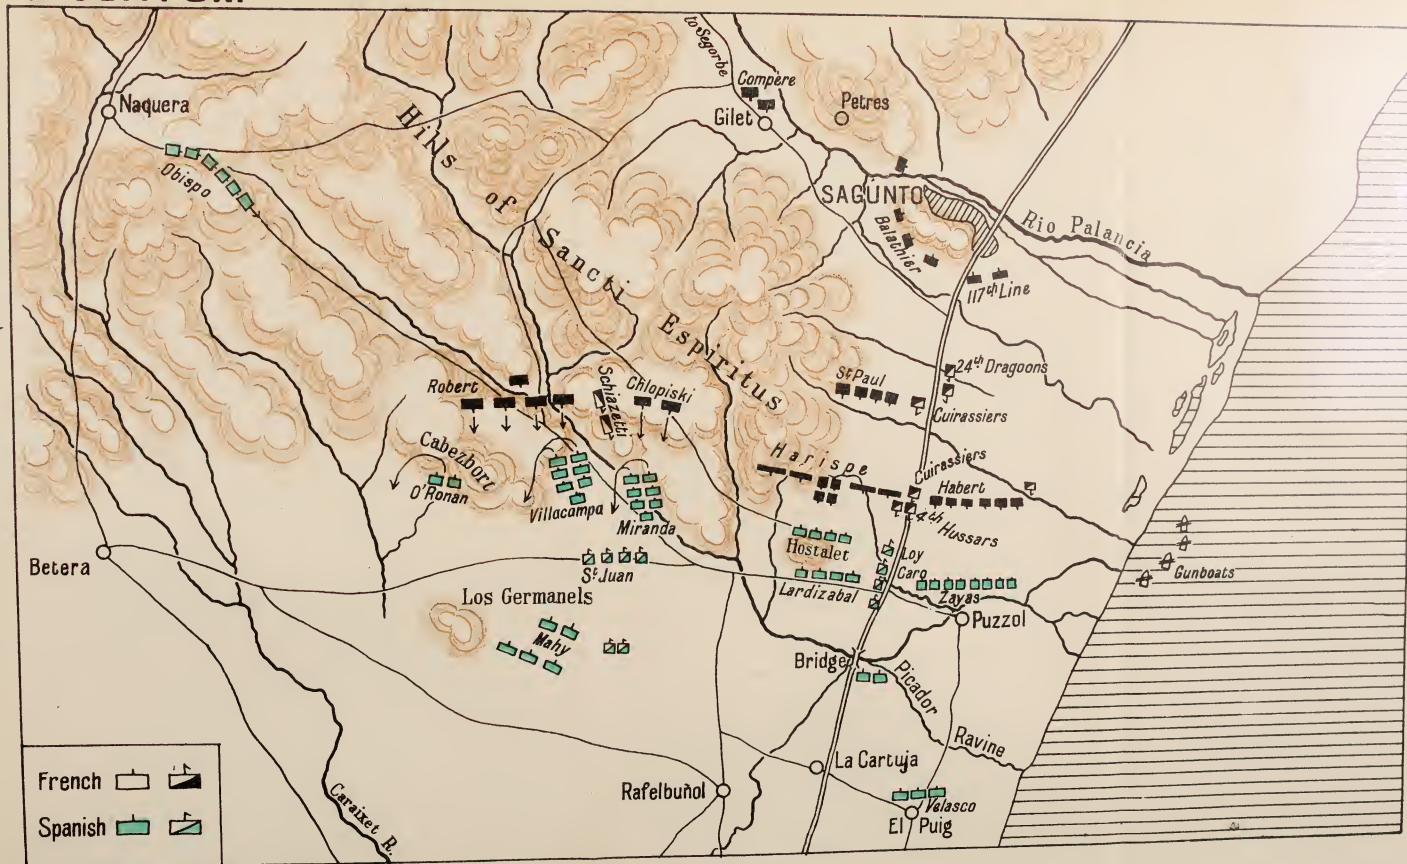 to Segorbe
Compère
Naquera
Gilet
Petres
Hills of Sancti Espiritus
Obispo
SAGUNTO
Rio Palancia
Balathier
117th Line
24th Dragoons
St Paul
Cuirassiers
Robert
Schiazetti
Chlopiski
Cabezbort
O'Ronan
Harispe
Cuirassiers
Habert
4th Hussars
Villacampa
Miranda
Hostalet
Loy
Caro
Gunboats
Betera
St Juan
Lardizabal
Zayas
Puzzol
Los Germanels
Mahy
Bridge
Picador Ravine
French
Spanish
Caraixet R.
Rafelbuñol
La Cartuja
Velasco
El Puig